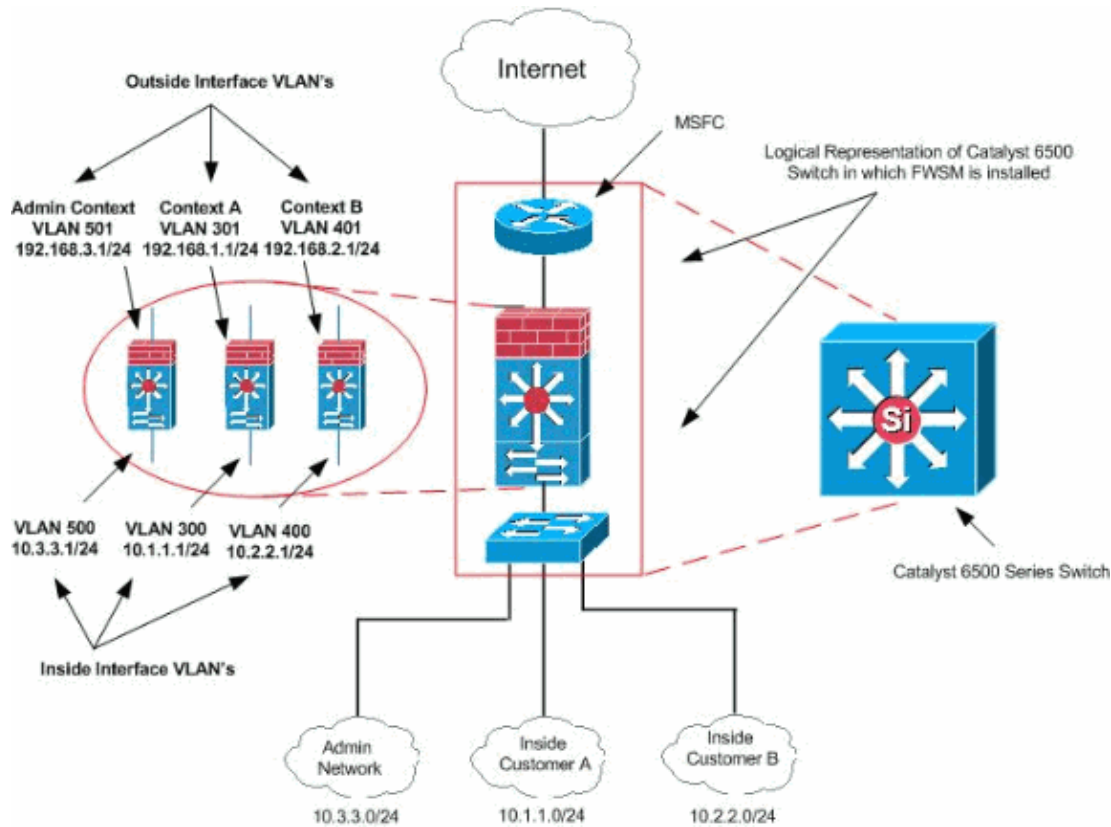 Internet
Outside Interface VLAN's
MSFC
Logical Representation of Catalyst 6500
Switch in which FWSM is installed
Admin Context
VLAN 501
192.168.3.1/24
Context A
VLAN 301
192.168.1.1/24
Context B
VLAN 401
192.168.2.1/24
Si
VLAN 500
10.3.3.1/24
VLAN 300
10.1.1.1/24
VLAN 400
10.2.2.1/24
Catalyst 6500 Series Switch
Inside Interface VLAN's
Admin
Network
10.3.3.0/24
Inside
Customer A
10.1.1.0/24
Inside
Customer B
10.2.2.0/24